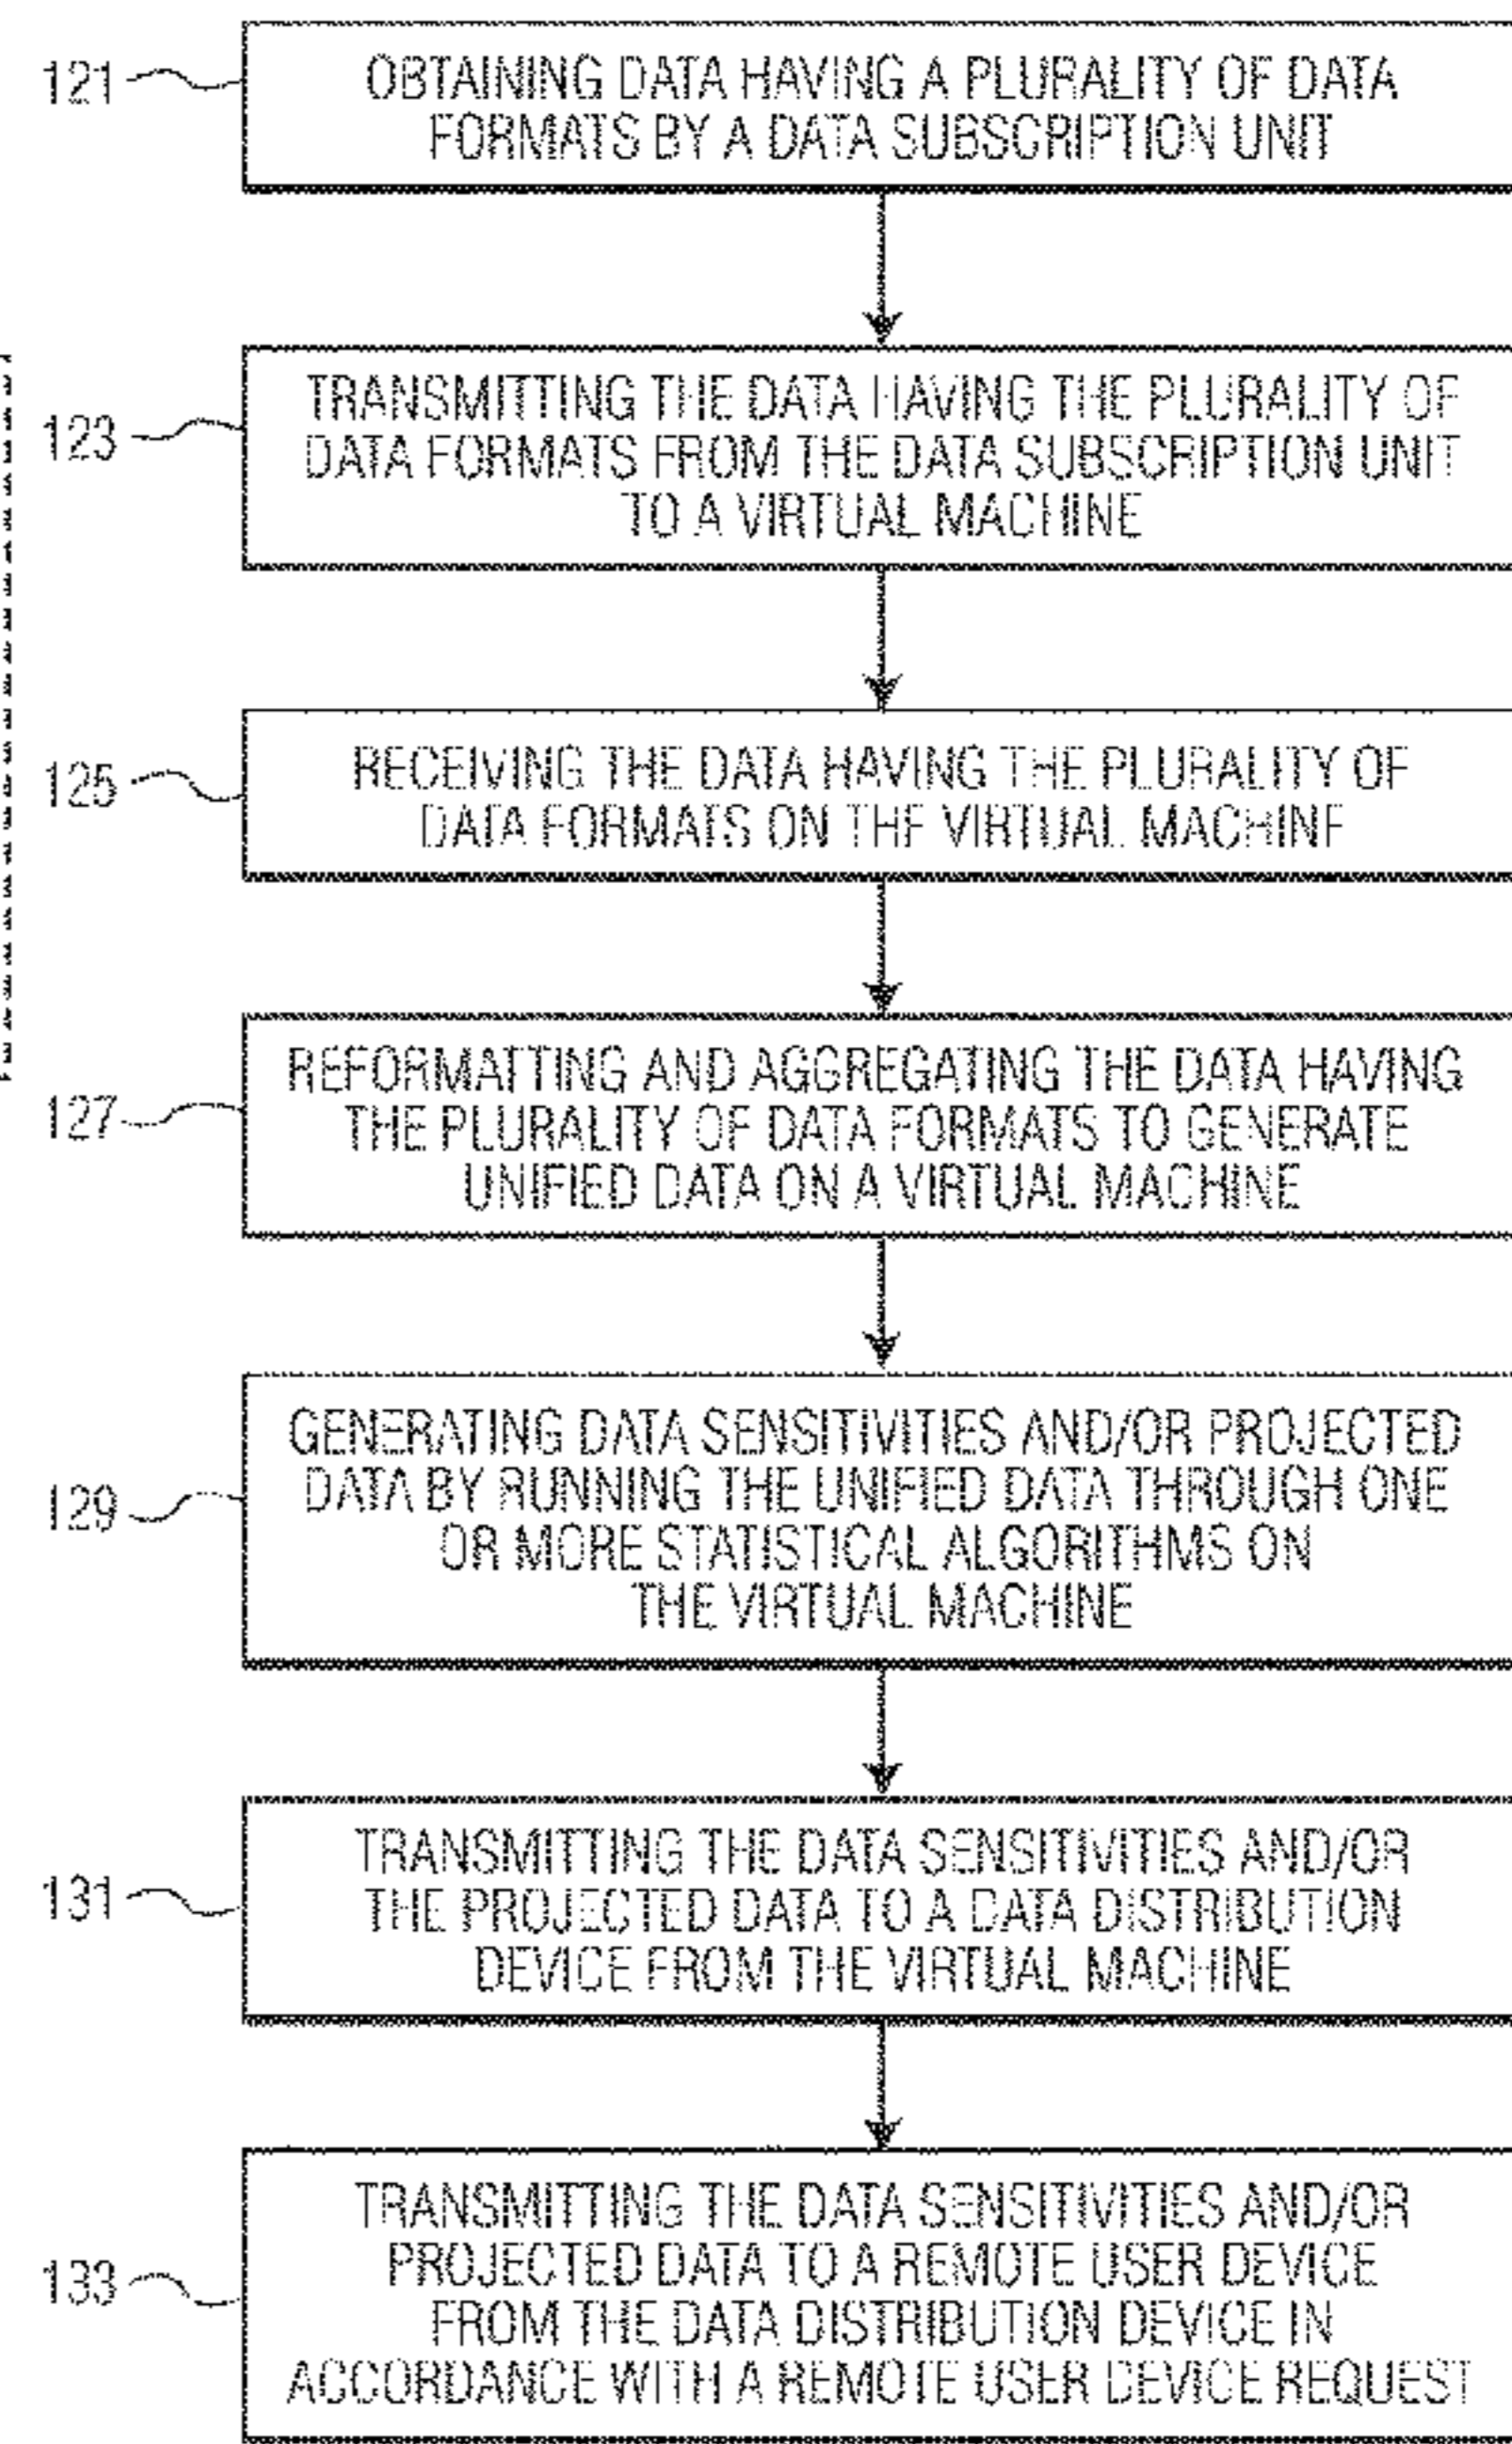 121
OBTAINING DATA HAVING A PLURALITY OF DATA
FORMATS BY A DATA SUBSCRIPTION UNIT
123
TRANSMITTING THE DATA HAVING THE PLURALITY OF
DATA FORMATS FROM THE DATA SUBSCRIPTION UNIT
TO A VIRTUAL MACHINE
125
RECEIVING THE DATA HAVING THE PLURALITY OF
DATA FORMATS ON THE VIRTUAL MACHINE
127
REFORMATTING AND AGGREGATING THE DATA HAVING
THE PLURALITY OF DATA FORMATS TO GENERATE
UNIFIED DATA ON A VIRTUAL MACHINE
129
GENERATING DATA SENSITIVITIES AND/OR PROJECTED
DATA BY RUNNING THE UNIFIED DATA THROUGH ONE
OR MORE STATISTICAL ALGORITHMS ON
THE VIRTUAL MACHINE
131
TRANSMITTING THE DATA SENSITIVITIES AND/OR
THE PROJECTED DATA TO A DATA DISTRIBUTION
DEVICE FROM THE VIRTUAL MACHINE
133
TRANSMITTING THE DATA SENSITIVITIES AND/OR
PROJECTED DATA TO A REMOTE USER DEVICE
FROM THE DATA DISTRIBUTION DEVICE IN
ACCORDANCE WITH A REMOTE USER DEVICE REQUEST